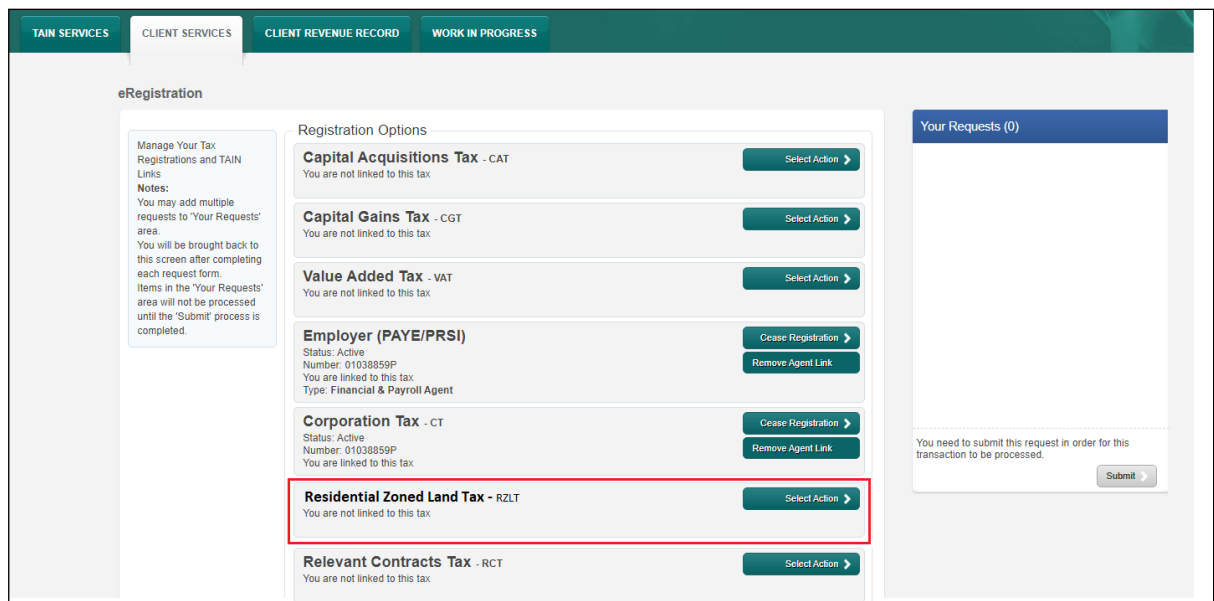 TAIN SERVICES
CLIENT SERVICES
CLIENT REVENUE RECORD
WORK IN PROGRESS
eRegistration
Manage Your Tax
Registrations and TAIN
Links
Notes:
You may add multiple
requests to 'Your Requests'
area.
You will be brought back to
this screen after completing
each request form.
Items in the 'Your Requests'
area will not be processed
until the 'Submit' process is
completed.
Registration Options
Capital Acquisitions Tax - CAT
You are not linked to this tax
Select Action
Capital Gains Tax - CGT
You are not linked to this tax
Select Action
Value Added Tax - VAT
You are not linked to this tax
Select Action
Employer (PAYE/PRSI)
Status: Active
Number: 01038859P
You are linked to this tax
Type: Financial & Payroll Agent
Cease Registration
Remove Agent Link
Corporation Tax - CT
Status: Active
Number: 01038859P
You are linked to this tax
Cease Registration
Remove Agent Link
Residential Zoned Land Tax - RZLT
You are not linked to this tax
Select Action
Relevant Contracts Tax - RCT
You are not linked to this tax
Select Action
Your Requests (0)
You need to submit this request in order for this
transaction to be processed.
Submit